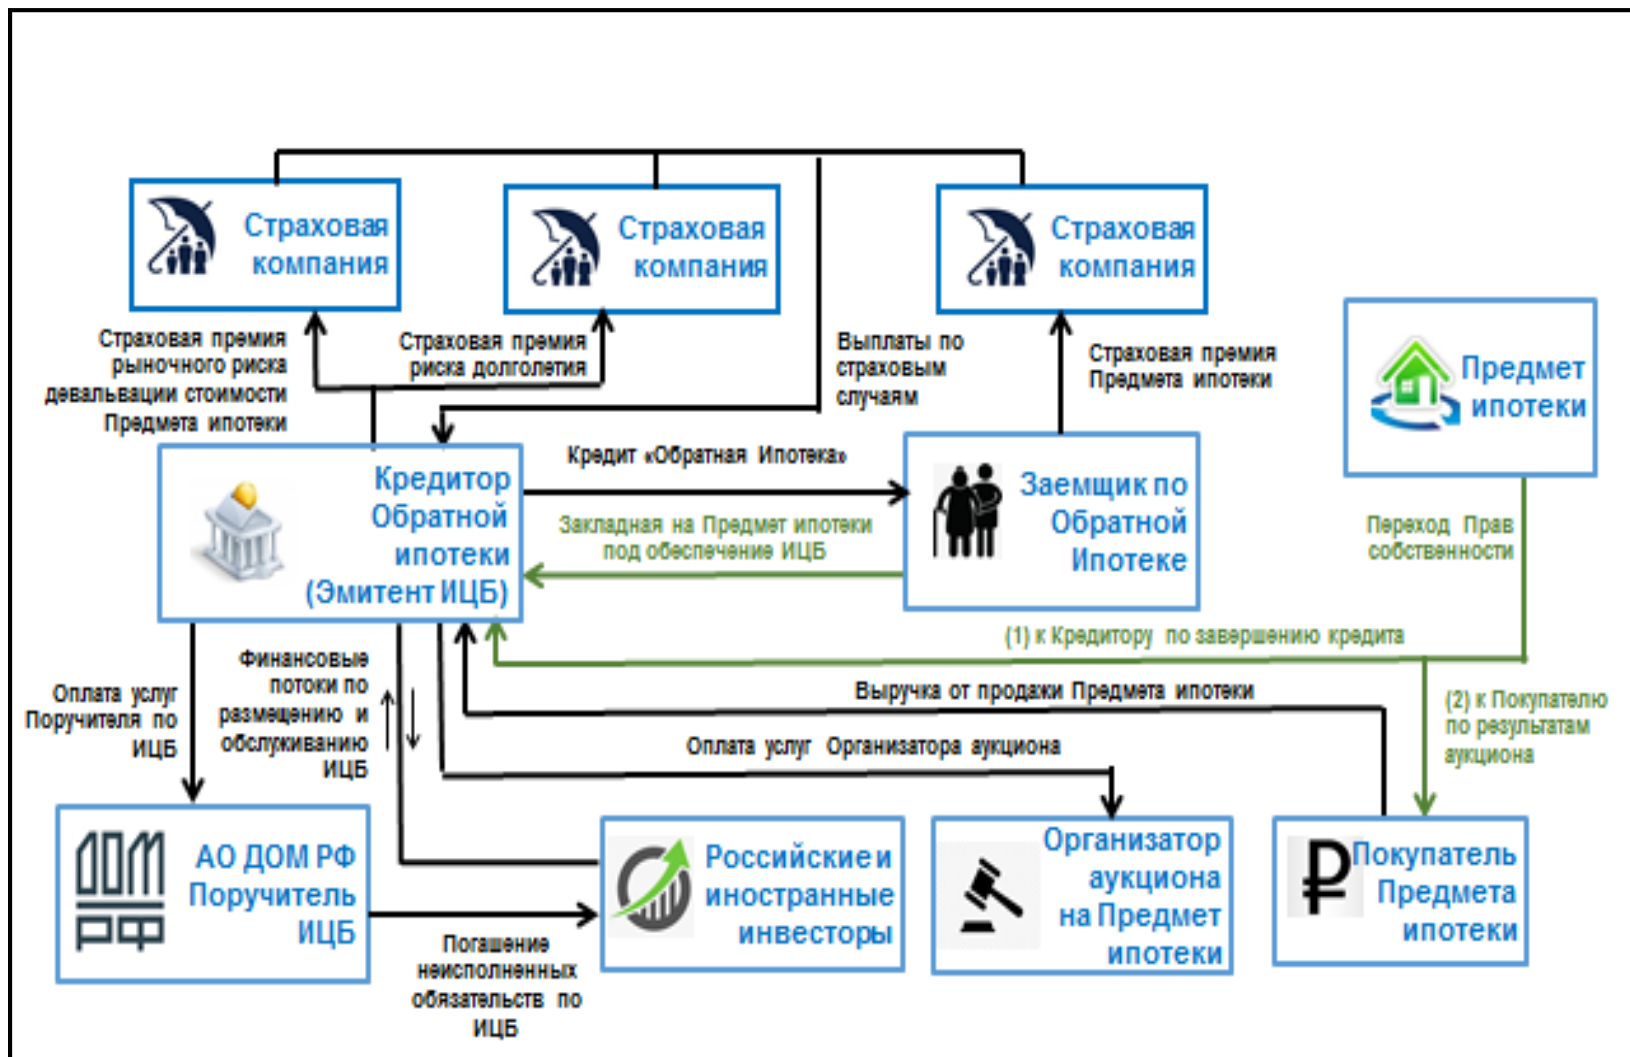 Страховая
компания
Страховая
компания
Страховая
компания
Страховая премия
рыночного риска
девальвации стоимости
Предмета ипотеки
Страховая премия
риска долголетия
Выплаты по
страховым
случаям
Страховая премия
Предмета ипотеки
Предмет
ипотеки
Кредитор
Обратной
ипотеки
(Эмитент ИЦБ)
Кредит «Обратная Ипотека»
Закладная на Предмет ипотеки
под обеспечение ИЦБ
Заемщик по
Обратной
Ипотеке
Переход Прав
собственности
(1) к Кредитору по завершению кредита
Оплата услуг
Поручителя по
ИЦБ
Финансовые
потоки по
размещению и
обслуживанию
ИЦБ
Выручка от продажи Предмета ипотеки
Оплата услуг Организатора аукциона
(2) к Покупателю
по результатам
аукциона
ДОМ
РФ
АО ДОМ РФ
Поручитель
ИЦБ
Погашение
неисполненных
обязательств по
ИЦБ
Российские и
иностранные
инвесторы
Организатор
аукциона
на Предмет
ипотеки
₽
Покупатель
Предмета
ипотеки